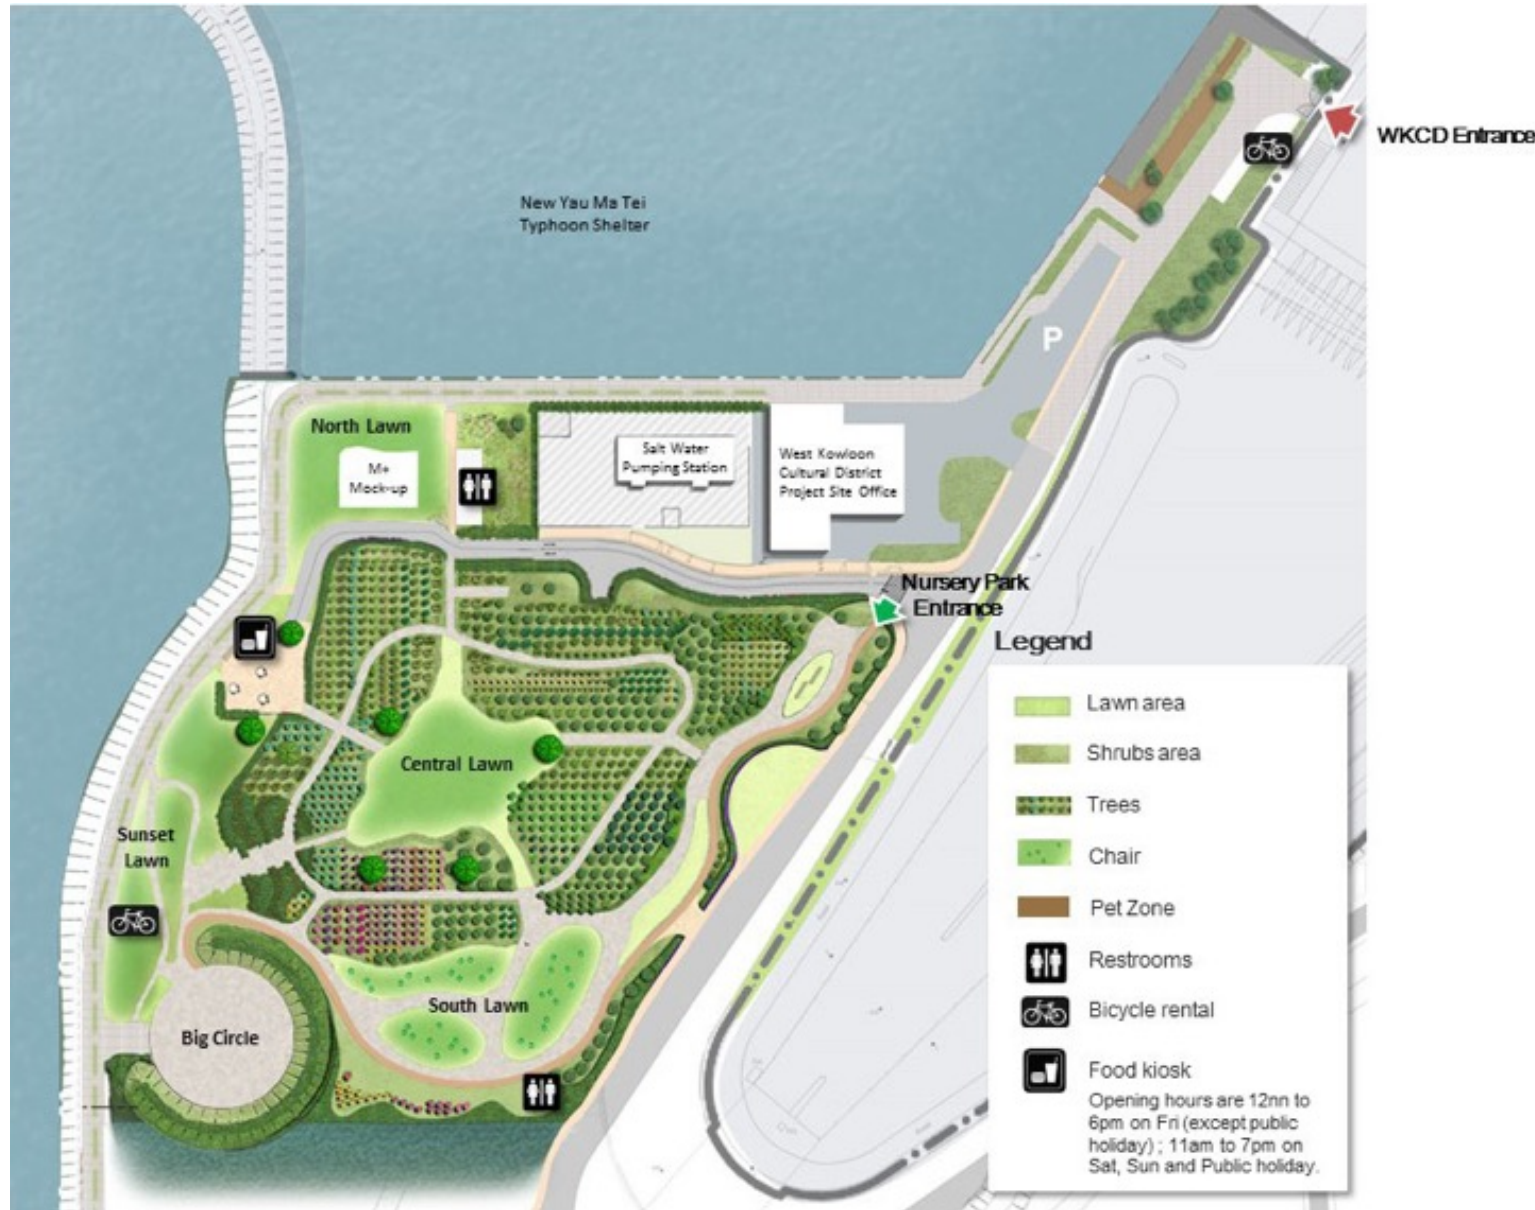 WKCD Entrance
New Yau Ma Tei
Typhoon Shelter
P
North Lawn
M+
Mock-up
Salt Water
Pumping Station
West Kowloon
Cultural District
Project Site Office
Nursery Park
Entrance
Central Lawn
Sunset
Lawn
South Lawn
Big Circle
Legend
Lawn area
Shrubs area
Trees
Chair
Pet Zone
Restrooms
Bicycle rental
Food kiosk
Opening hours are 12nn to
6pm on Fri (except public
holiday) ; 11am to 7pm on
Sat, Sun and Public holiday.